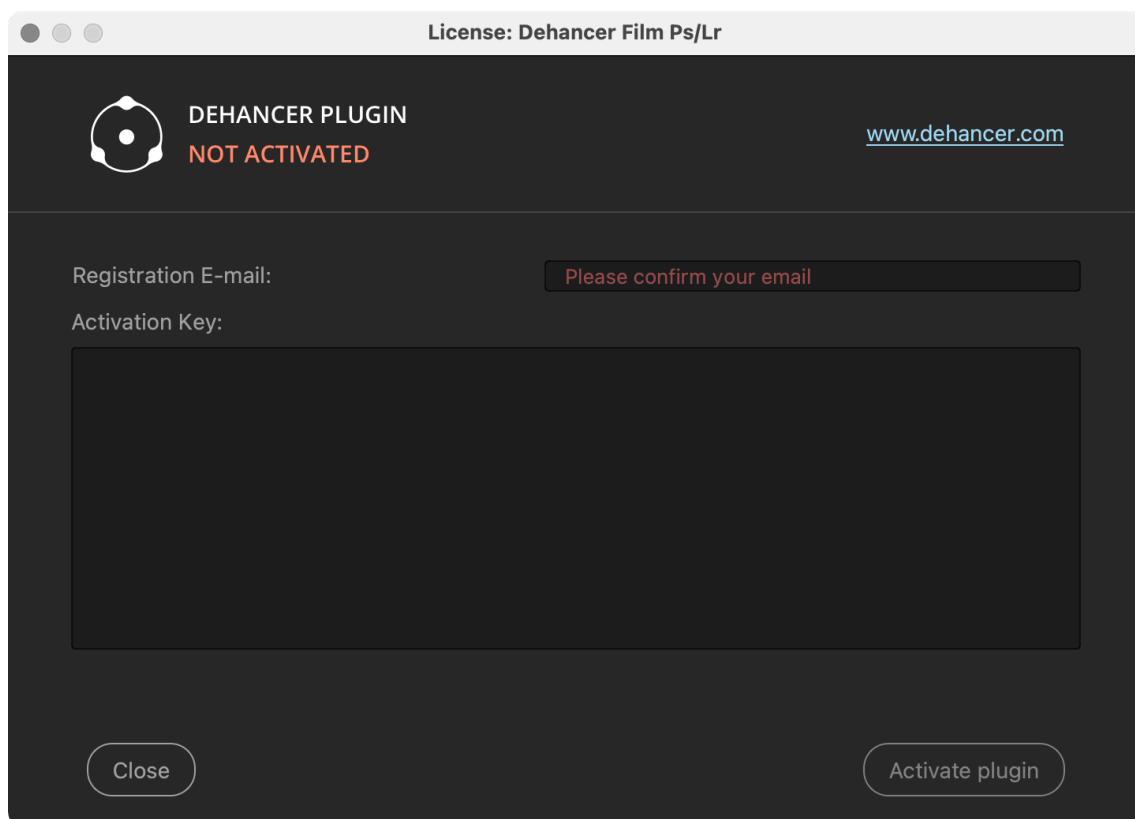 License: Dehancer Film Ps/Lr
DEHANCER PLUGIN
NOT ACTIVATED
www.dehancer.com
Registration E-mail:
Please confirm your email
Activation Key:
Close
Activate plugin